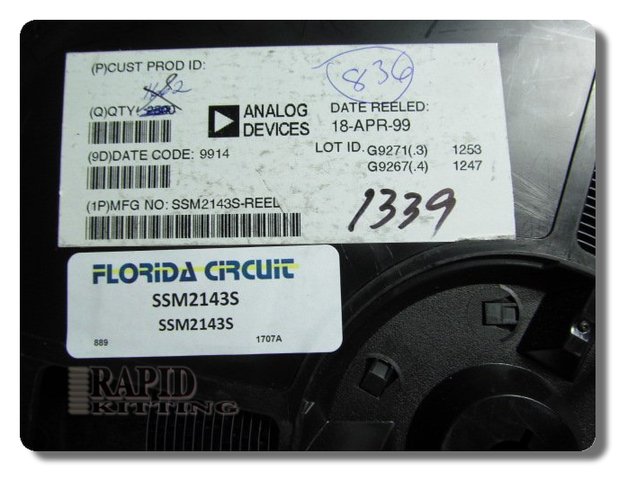 (P)CUST PROD ID:
836
(Q)QTY
ANALOG
DEVICES
DATE REELED:
18-APR-99
(9D)DATE CODE: 9914
LOT ID. G9271(.3) 1253
G9267(.4) 1247
(1P)MFG NO: SSM2143S-REEL
1339
FLORIDA CIRCUIT
SSM2143S
SSM2143S
889 1707A
RAPID
KITTING